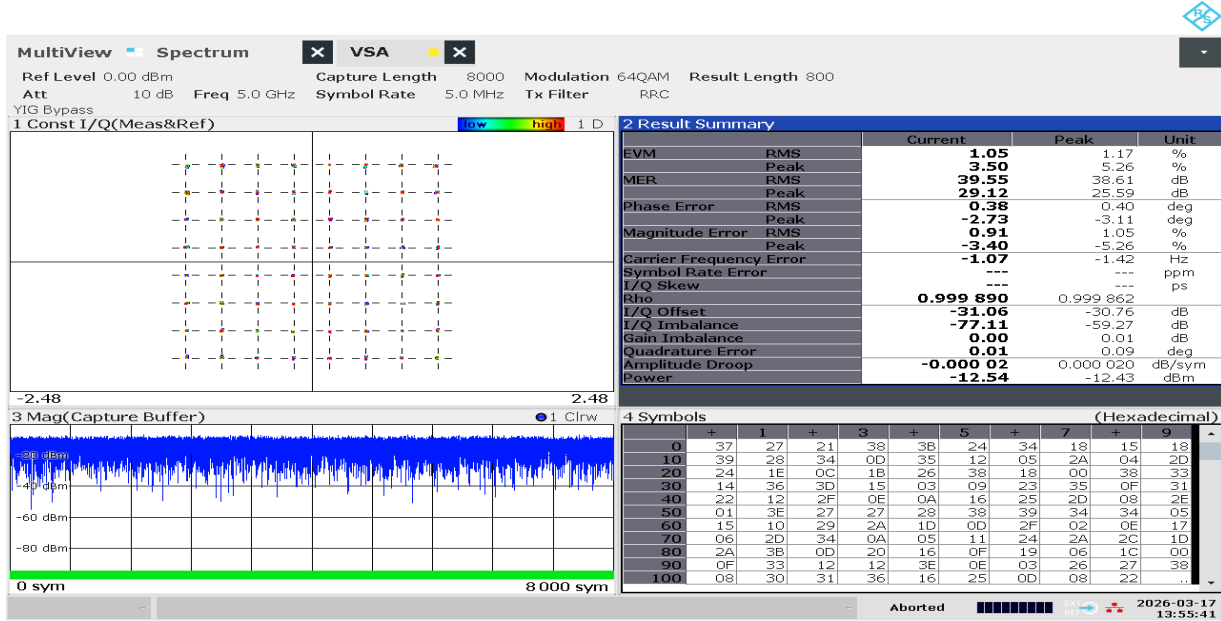 R&S
MultiView Spectrum X VSA X
Ref Level 0.00 dBm Capture Length 8000 Modulation 64QAM Result Length 800
Att 10 dB Freq 5.0 GHz Symbol Rate 5.0 MHz Tx Filter RRC
YIG Bypass
1 Const I/Q(Meas&Ref) low high 1 D
-2.48 2.48
2 Result Summary
Current Peak Unit
EVM RMS 1.05 1.17 %
Peak 3.50 5.26 %
MER RMS 39.55 38.61 dB
Peak 29.12 25.59 dB
Phase Error RMS 0.38 0.40 deg
Peak -2.73 -3.11 deg
Magnitude Error RMS 0.91 1.05 %
Peak -3.40 -5.26 %
Carrier Frequency Error -1.07 -1.42 Hz
Symbol Rate Error --- --- ppm
I/Q Skew --- --- ps
Rho 0.999 890 0.999 862
I/Q Offset -31.06 -30.76 dB
I/Q Imbalance -77.11 -59.27 dB
Gain Imbalance 0.00 0.01 dB
Quadrature Error 0.01 0.09 deg
Amplitude Droop -0.000 02 0.000 020 dB/sym
Power -12.54 -12.43 dBm
3 Mag(Capture Buffer) 1 Clrw
-20 dBm
-40 dBm
-60 dBm
-80 dBm
0 sym 8000 sym
4 Symbols (Hexadecimal)
+ 1 + 3 + 5 + 7 + 9
0 37 27 21 38 3B 24 34 18 15 18
10 39 28 34 0D 35 12 05 2A 04 2D
20 24 1E 0C 1B 26 38 18 00 38 33
30 14 36 3D 15 03 09 23 35 0F 31
40 22 12 2F 0E 0A 16 25 2D 08 2E
50 01 3E 27 27 28 38 39 34 34 05
60 15 10 29 2A 1D 0D 2F 02 0E 17
70 06 2D 34 0A 05 11 24 2A 2C 1D
80 2A 3B 0D 20 16 0F 19 06 1C 00
90 0F 33 12 12 3E 0E 03 26 27 38
100 08 30 31 36 16 25 0D 08 22 ..
Aborted EXT REF 2026-03-17
13:55:41